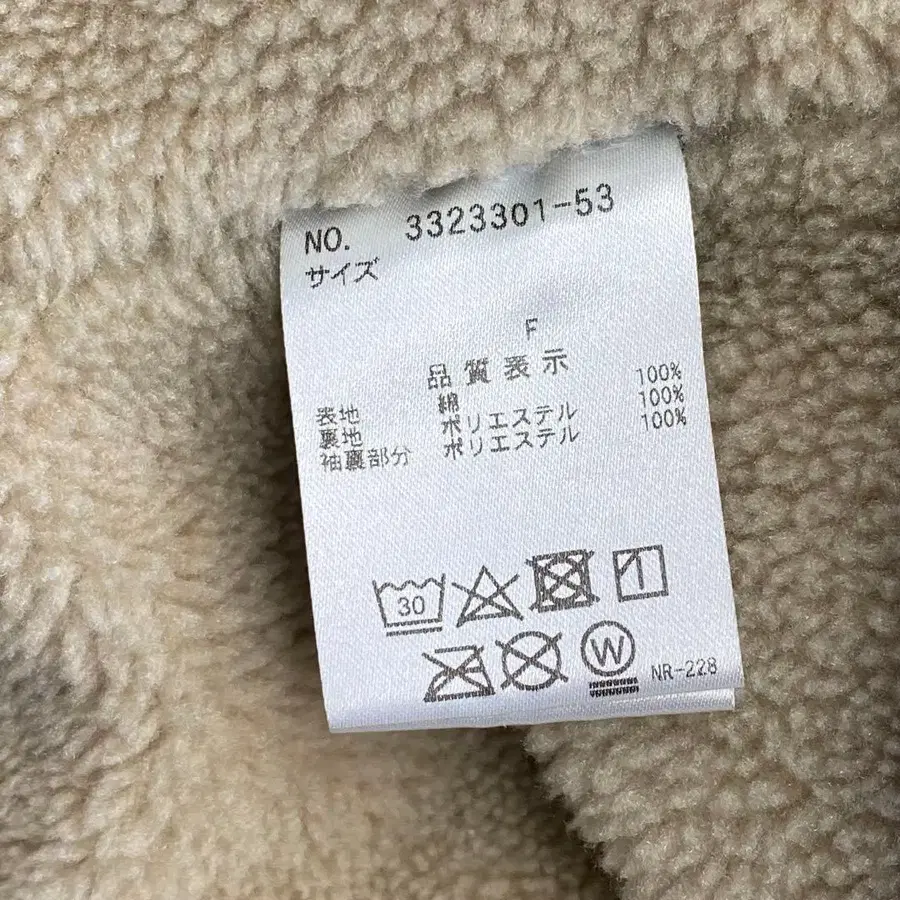 NO. 3323301-53
サイズ
F
品質表示
表地 綿 100%
裏地 ポリエステル 100%
袖裏部分 ポリエステル 100%
30
W NR-228